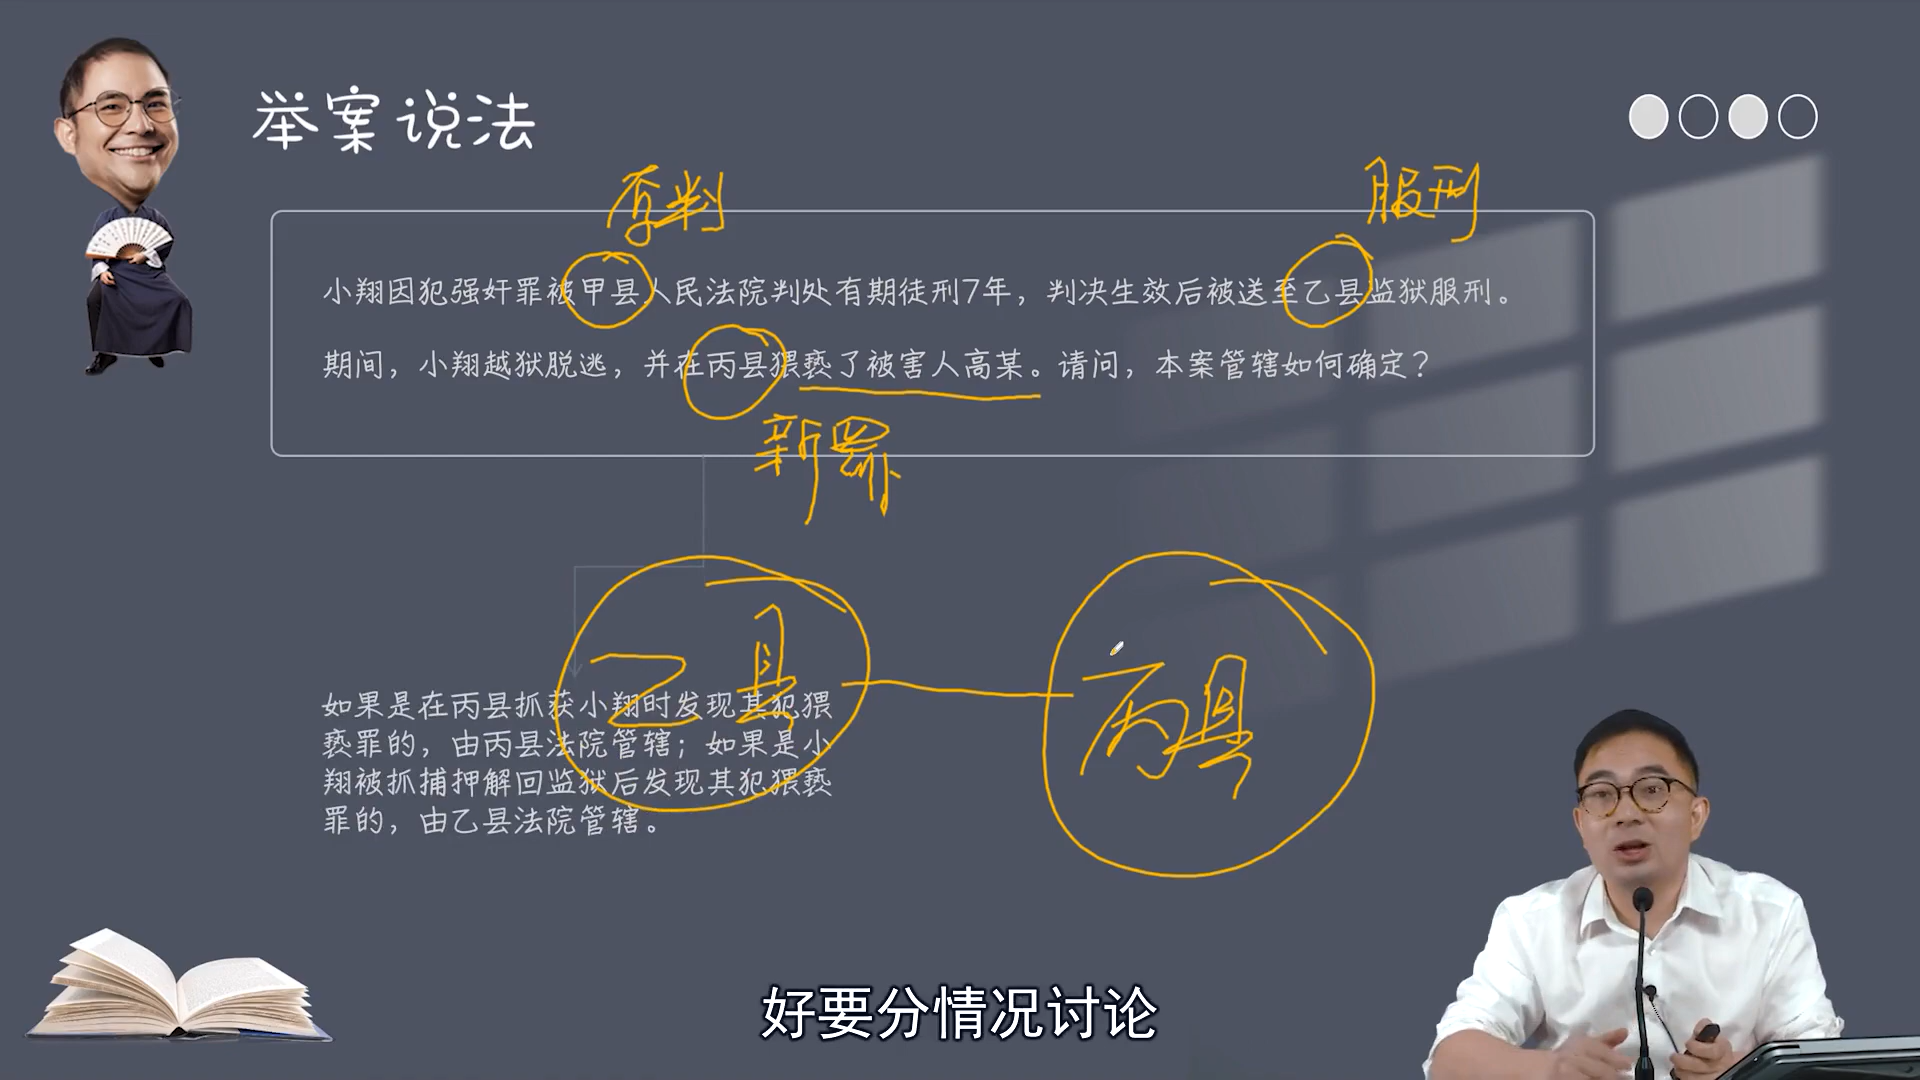 举案说法
原判
服刑
小翔因犯强奸罪被甲县人民法院判处有期徒刑7年，判决生效后被送至乙县监狱服刑。
期间，小翔越狱脱逃，并在丙县猥亵了被害人高某。请问，本案管辖如何确定？
新罪
乙县
丙县
如果是在丙县抓获小翔时发现其犯猥
亵罪的，由丙县法院管辖；如果是小
翔被抓捕押解回监狱后发现其犯猥亵
罪的，由乙县法院管辖。
好要分情况讨论